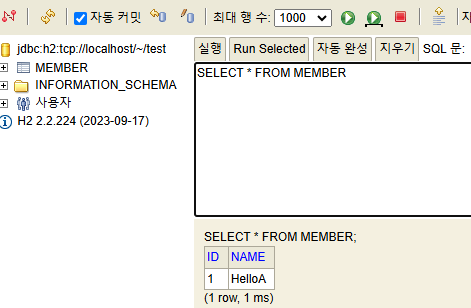 자동 커밋 최대 행 수: 1000
jdbc:h2:tcp://localhost/~/test
MEMBER
INFORMATION_SCHEMA
사용자
H2 2.2.224 (2023-09-17)
실행 Run Selected 자동 완성 지우기 SQL 문:
SELECT * FROM MEMBER
SELECT * FROM MEMBER;
ID NAME
1 HelloA
(1 row, 1 ms)